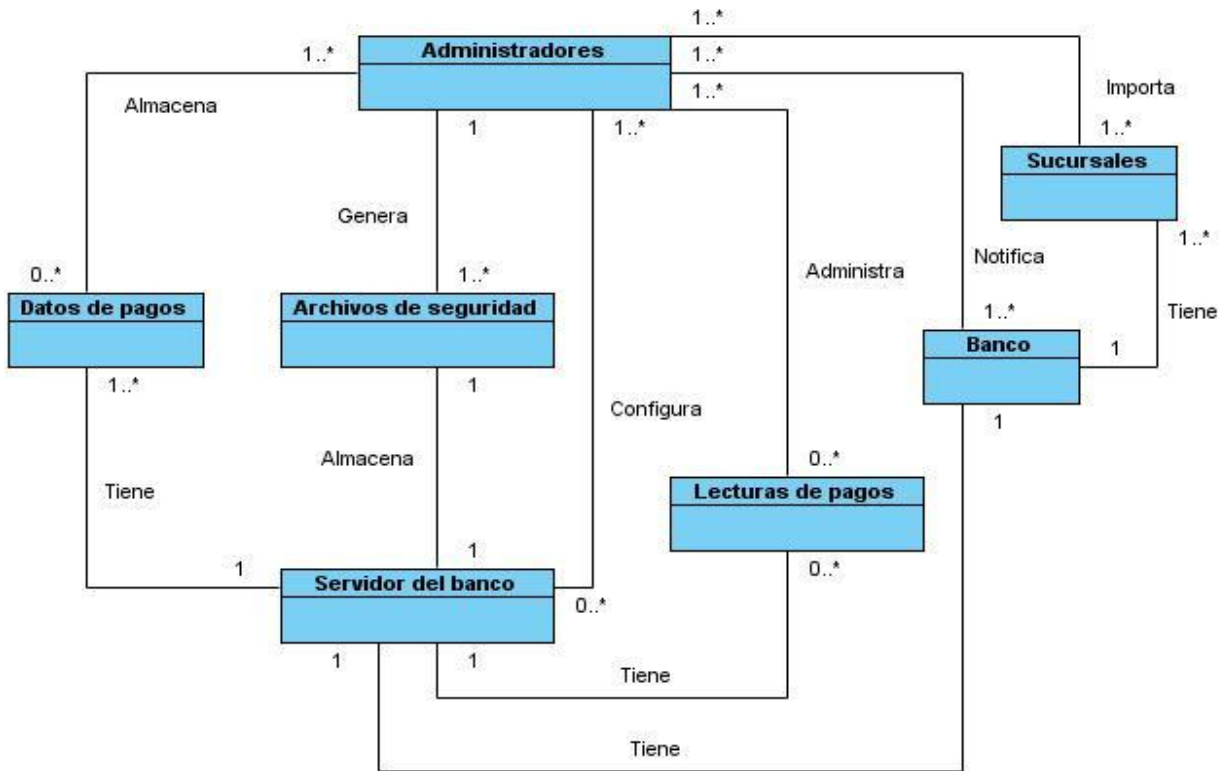 1..*
Administradores
1..*
1..*
Almacena
1..*
Importa
1
1..*
1..*
Sucursales
Genera
1..*
0..*
1..*
Administra
Notifica
Datos de pagos
Archivos de seguridad
1..*
Tiene
Banco
1
1..*
1
Configura
1
Almacena
0..*
Tiene
Lecturas de pagos
1
0..*
1
Servidor del banco
0..*
1
1
Tiene
Tiene